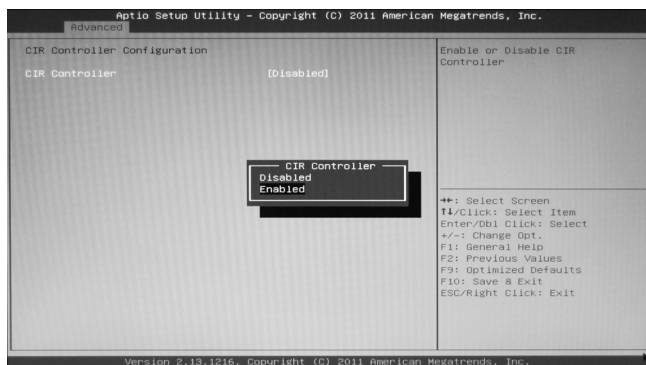 Aptio Setup Utility – Copyright (C) 2011 American Megatrends, Inc.
Advanced
CIR Controller Configuration
CIR Controller [Disabled]
Enable or Disable CIR
Controller
CIR Controller
Disabled
Enabled
→←: Select Screen
↑↓/Click: Select Item
Enter/Dbl Click: Select
+/-: Change Opt.
F1: General Help
F2: Previous Values
F9: Optimized Defaults
F10: Save & Exit
ESC/Right Click: Exit
Version 2.13.1216. Copyright (C) 2011 American Megatrends, Inc.